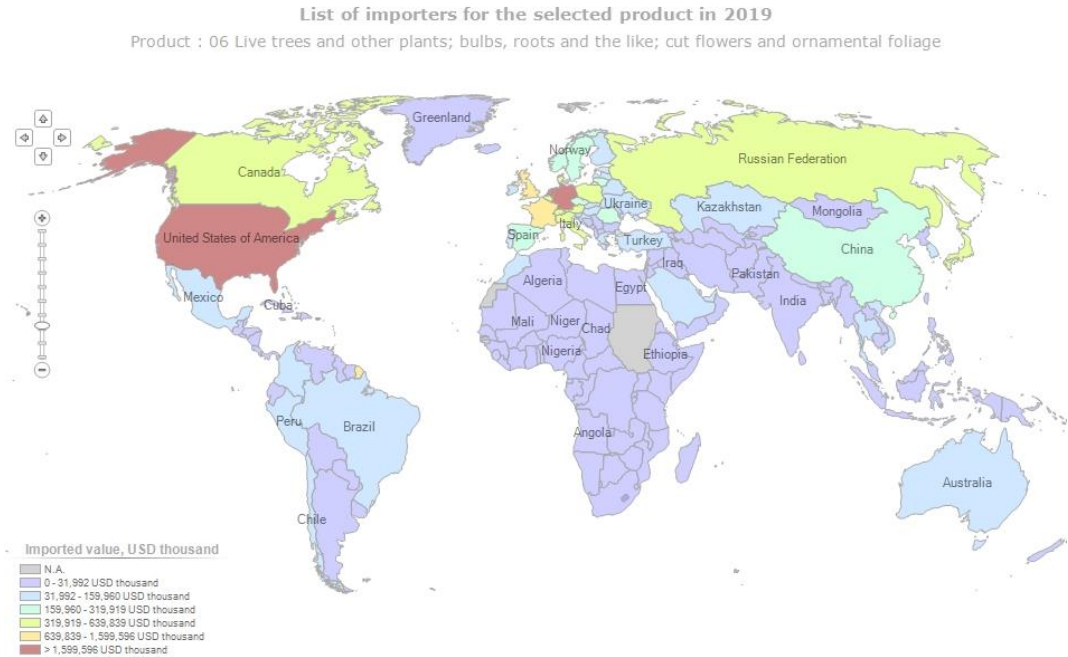 List of importers for the selected product in 2019
Product : 06 Live trees and other plants; bulbs, roots and the like; cut flowers and ornamental foliage
Greenland
Norway
Canada
Russian Federation
Ukraine
Kazakhstan
Mongolia
Italy
Spain
United States of America
Turkey
China
Iraq
Pakistan
Algeria
Egypt
Mexico
Cuba
India
Mali
Niger
Chad
Nigeria
Ethiopia
Peru
Brazil
Angola
Australia
Chile
Imported value, USD thousand
N.A.
0 - 31,992 USD thousand
31,992 - 159,960 USD thousand
159,960 - 319,919 USD thousand
319,919 - 639,839 USD thousand
639,839 - 1,599,596 USD thousand
> 1,599,596 USD thousand